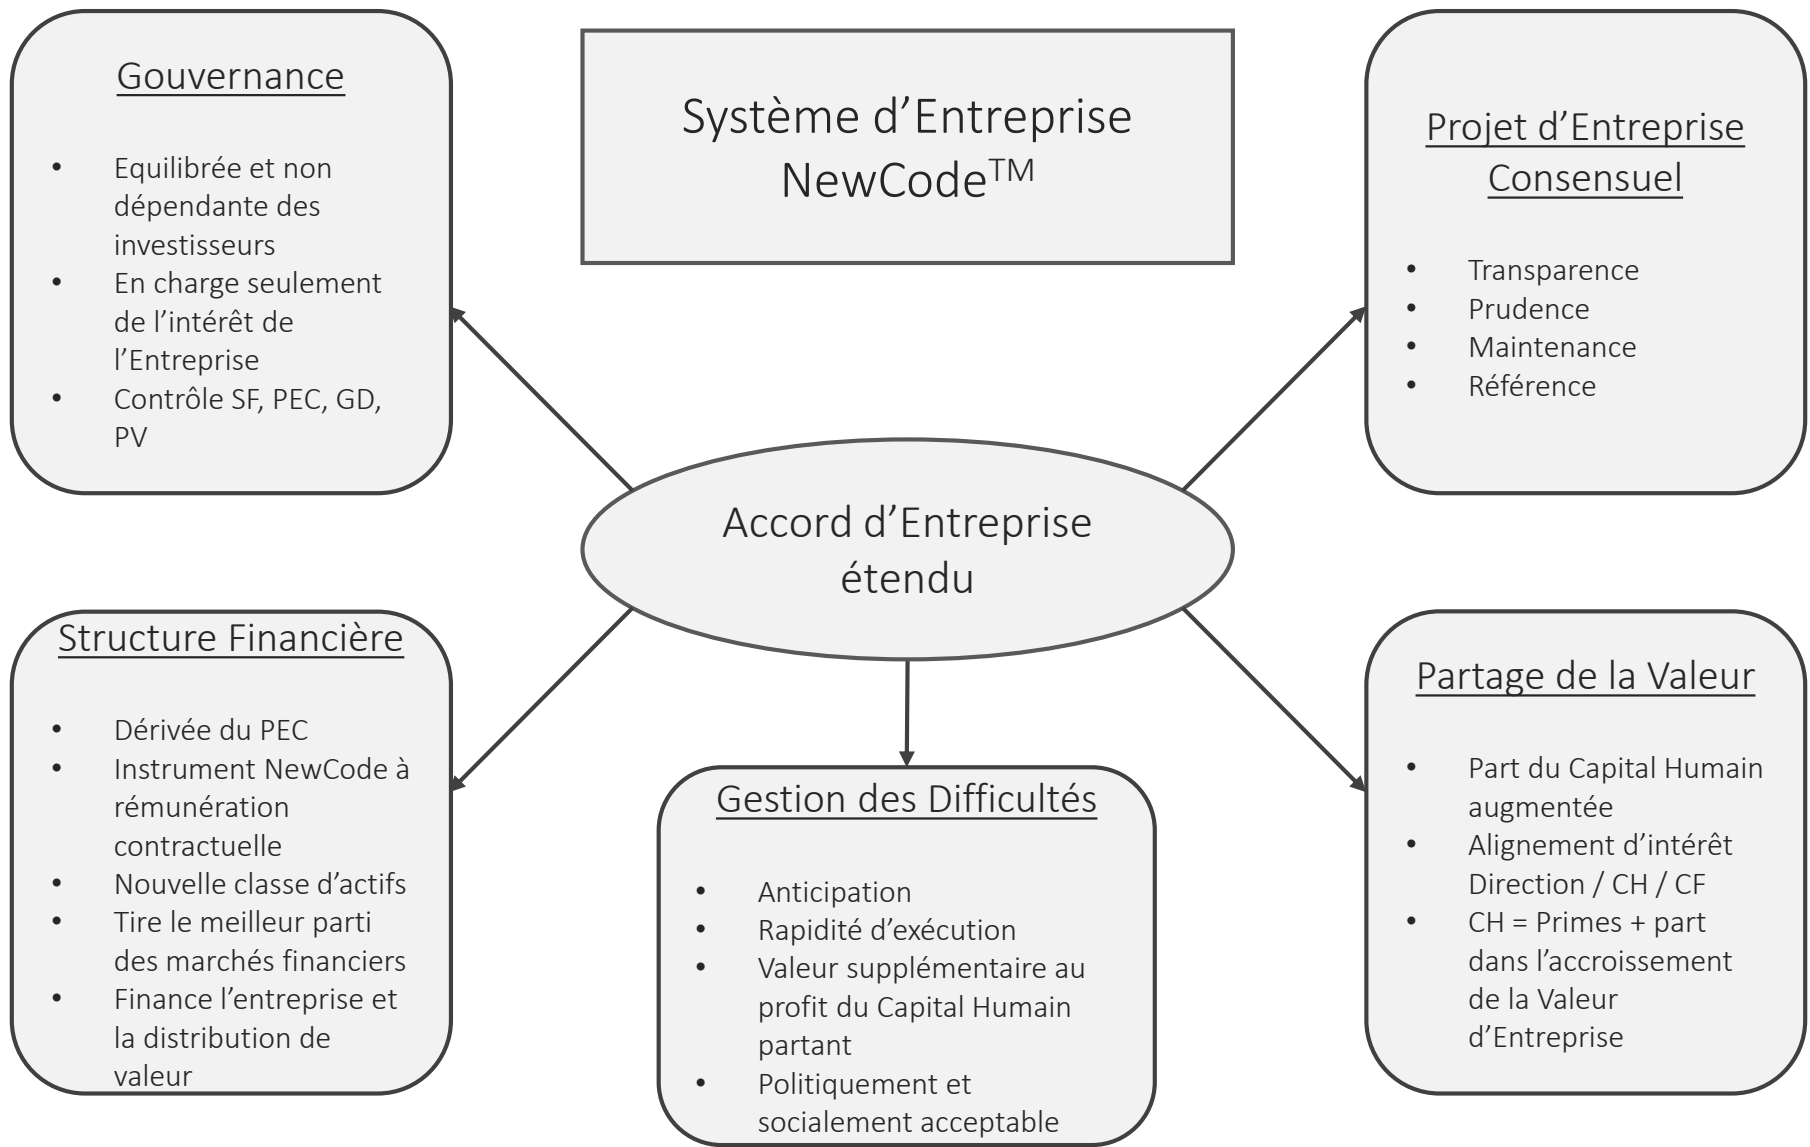 Gouvernance
• Equilibrée et non
dépendante des
investisseurs
• En charge seulement
de l’intérêt de
l’Entreprise
• Contrôle SF, PEC, GD,
PV
Système d’Entreprise
NewCode™
Projet d’Entreprise
Consensuel
• Transparence
• Prudence
• Maintenance
• Référence
Accord d’Entreprise
étendu
Structure Financière
• Dérivée du PEC
• Instrument NewCode à
rémunération
contractuelle
• Nouvelle classe d’actifs
• Tire le meilleur parti
des marchés financiers
• Finance l’entreprise et
la distribution de
valeur
Gestion des Difficultés
• Anticipation
• Rapidité d’exécution
• Valeur supplémentaire au
profit du Capital Humain
partant
• Politiquement et
socialement acceptable
Partage de la Valeur
• Part du Capital Humain
augmentée
• Alignement d’intérêt
Direction / CH / CF
• CH = Primes + part
dans l’accroissement
de la Valeur
d’Entreprise